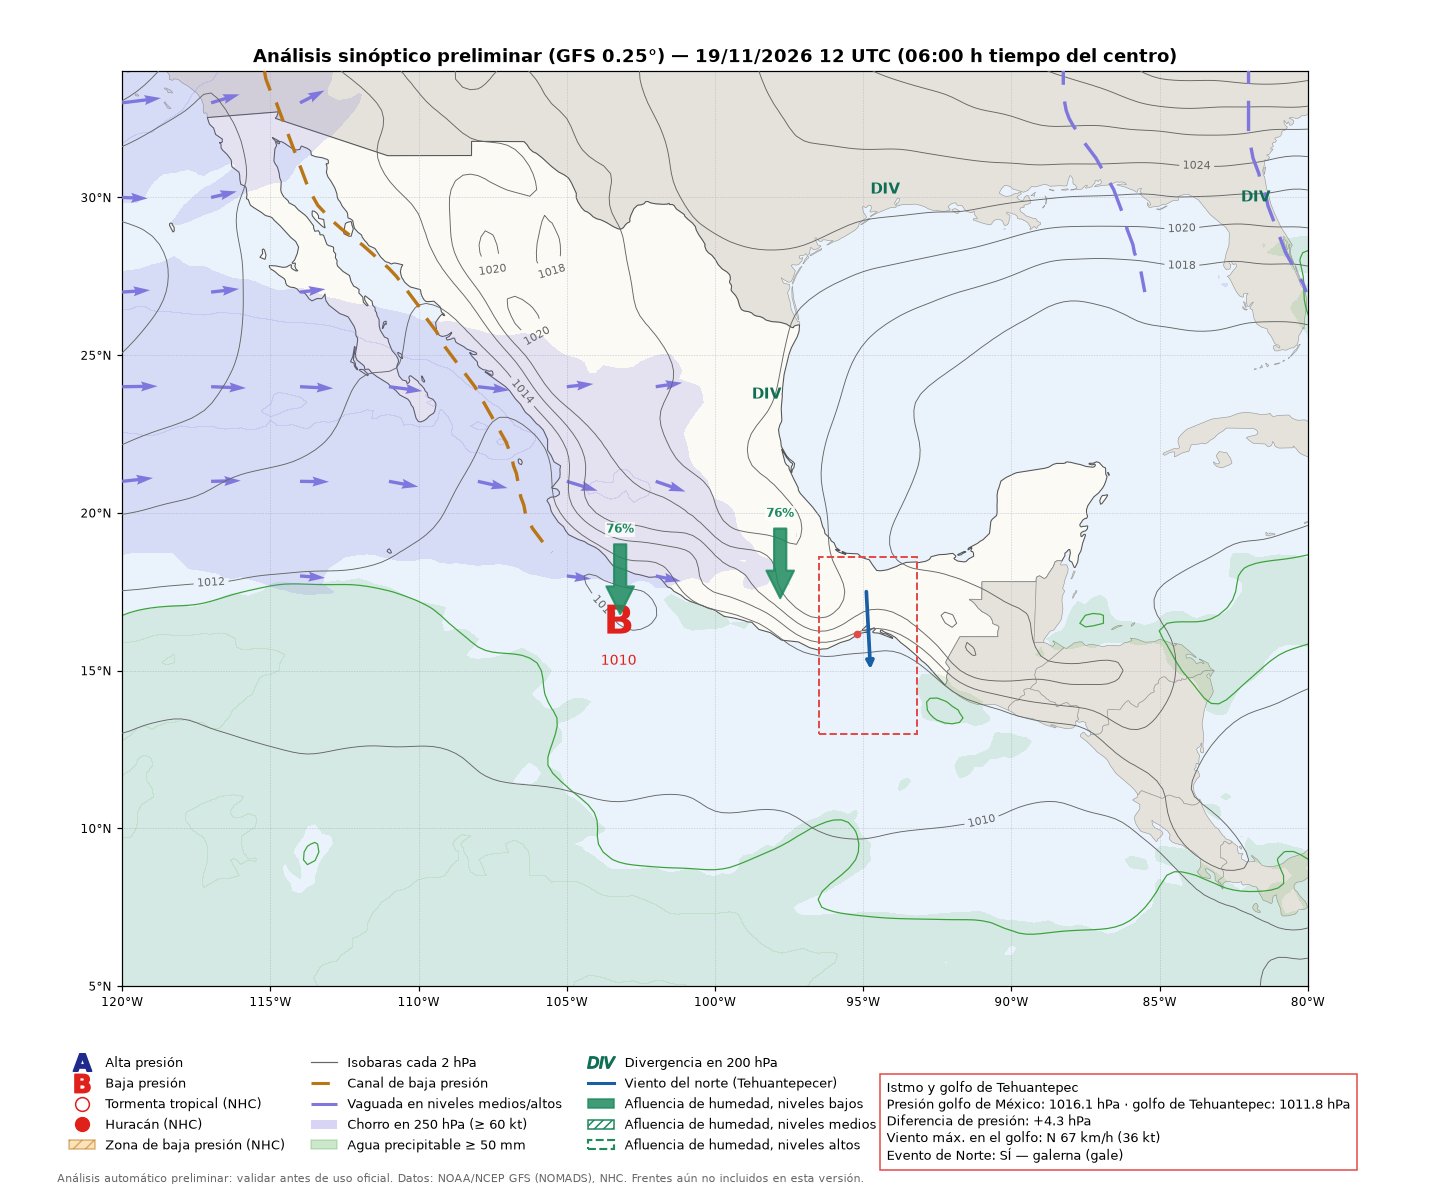 Análisis sinóptico preliminar (GFS 0.25°) — 19/11/2026 12 UTC (06:00 h tiempo del centro)
1024
DIV
DIV
30°N
1020
1020
1018
1018
1020
25°N
1014
DIV
20°N
76%
76%
1012
B
15°N
1010
10°N
1010
5°N
120°W 115°W 110°W 105°W 100°W 95°W 90°W 85°W 80°W
A Alta presión
B Baja presión
Tormenta tropical (NHC)
Huracán (NHC)
Zona de baja presión (NHC)
Isobaras cada 2 hPa
Canal de baja presión
Vaguada en niveles medios/altos
Chorro en 250 hPa (≥ 60 kt)
Agua precipitable ≥ 50 mm
DIV Divergencia en 200 hPa
Viento del norte (Tehuantepecer)
Afluencia de humedad, niveles bajos
Afluencia de humedad, niveles medios
Afluencia de humedad, niveles altos
Istmo y golfo de Tehuantepec
Presión golfo de México: 1016.1 hPa · golfo de Tehuantepec: 1011.8 hPa
Diferencia de presión: +4.3 hPa
Viento máx. en el golfo: N 67 km/h (36 kt)
Evento de Norte: SÍ — galerna (gale)
Análisis automático preliminar: validar antes de uso oficial. Datos: NOAA/NCEP GFS (NOMADS), NHC. Frentes aún no incluidos en esta versión.